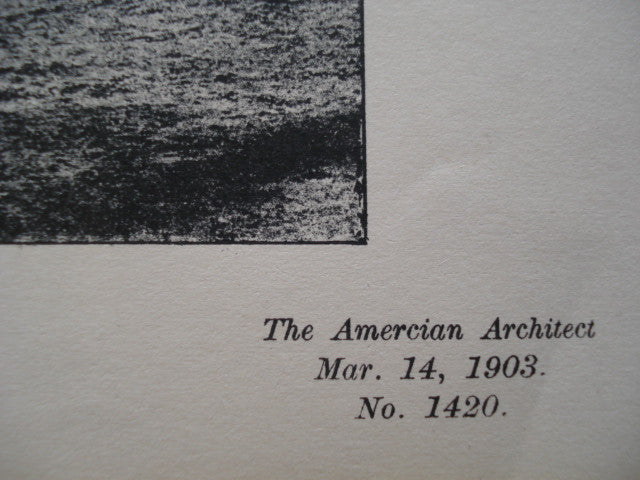 The Amercian Architect
Mar. 14, 1903.
No. 1420.